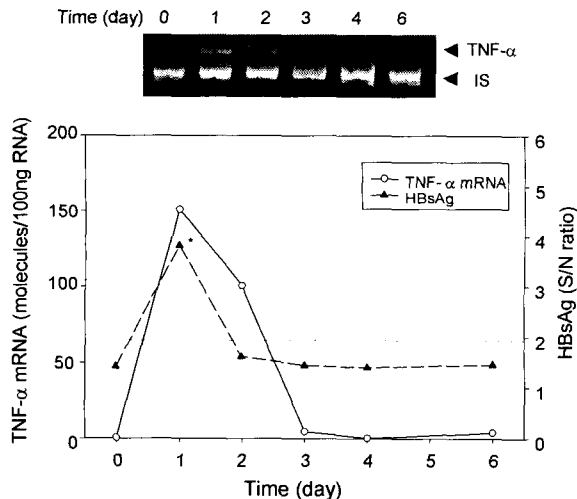 Time (day) 0 1 2 3 4 6
◄ TNF-α
◄ IS
TNF-α mRNA (molecules/100ng RNA)
200
150
100
50
0
TNF-α mRNA
HBsAg
*
6
5
4
3
2
1
0
HBsAg (S/N ratio)
0 1 2 3 4 5 6
Time (day)